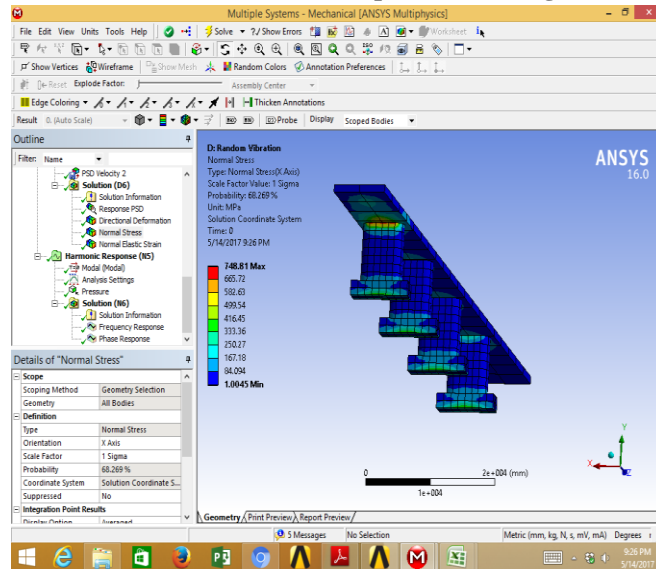 Multiple Systems - Mechanical [ANSYS Multiphysics]
File Edit View Units Tools Help Solve ?/ Show Errors Worksheet
Show Vertices Wireframe Show Mesh Random Colors Annotation Preferences
Reset Explode Factor: Assembly Center
Edge Coloring Thicken Annotations
Result 0. (Auto Scale) Probe Display Scoped Bodies
Outline
Filter: Name
PSD Velocity 2
Solution (D6)
Solution Information
Response PSD
Directional Deformation
Normal Stress
Normal Elastic Strain
Harmonic Response (N5)
Modal (Modal)
Analysis Settings
Pressure
Solution (N6)
Solution Information
Frequency Response
Phase Response
Details of "Normal Stress"
Scope
Scoping Method Geometry Selection
Geometry All Bodies
Definition
Type Normal Stress
Orientation X Axis
Scale Factor 1 Sigma
Probability 68.269 %
Coordinate System Solution Coordinate S...
Suppressed No
Integration Point Results
Display Option Averaged
D: Random Vibration
Normal Stress
Type: Normal Stress(X Axis)
Scale Factor Value: 1 Sigma
Probability: 68.269 %
Unit: MPa
Solution Coordinate System
Time: 0
5/14/2017 9:26 PM
748.81 Max
665.72
582.63
499.54
416.45
333.36
250.27
167.18
84.094
1.0045 Min
ANSYS
16.0
Y
X
Z
0 2e+004 (mm)
1e+004
Geometry Print Preview Report Preview
5 Messages No Selection Metric (mm, kg, N, s, mV, mA) Degrees
9:26 PM
5/14/2017